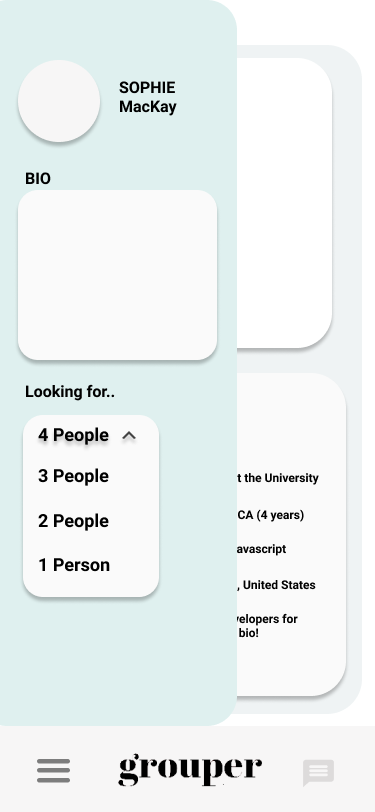 SOPHIE
MacKay
BIO
Looking for..
4 People
3 People
2 People
1 Person
t the University
CA (4 years)
avascript
, United States
velopers for
bio!
grouper